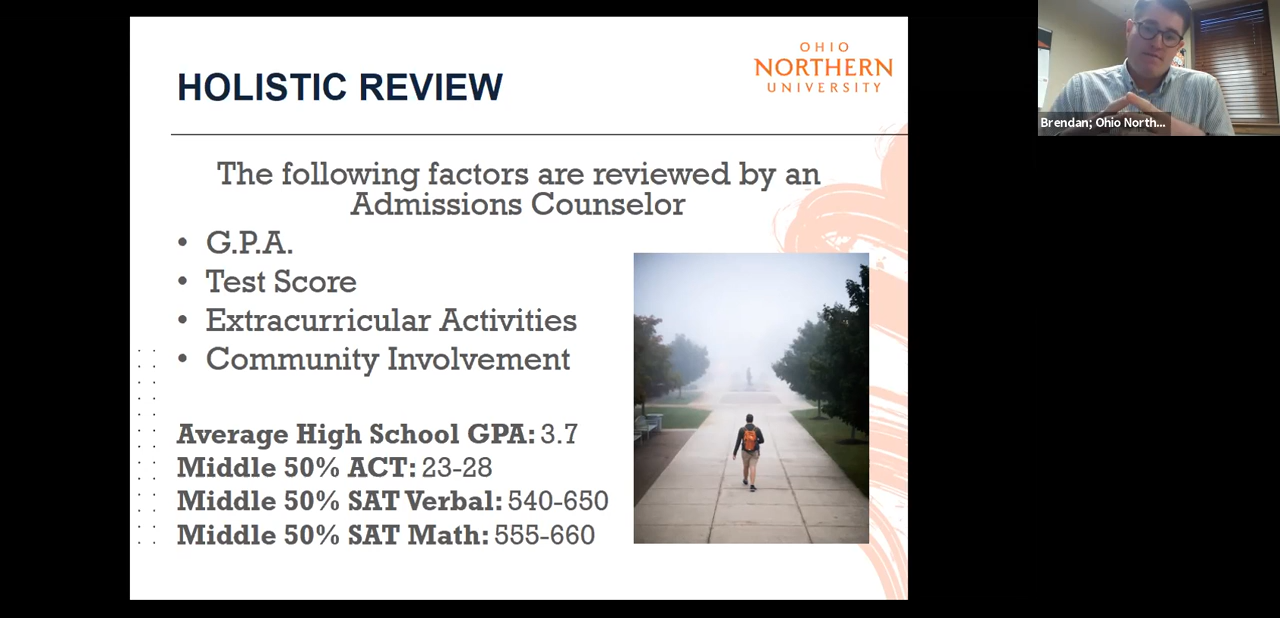 HOLISTIC REVIEW
OHIO
NORTHERN
UNIVERSITY
The following factors are reviewed by an
Admissions Counselor
• G.P.A.
• Test Score
• Extracurricular Activities
• Community Involvement
Average High School GPA: 3.7
Middle 50% ACT: 23-28
Middle 50% SAT Verbal: 540-650
Middle 50% SAT Math: 555-660
Brendan; Ohio North...